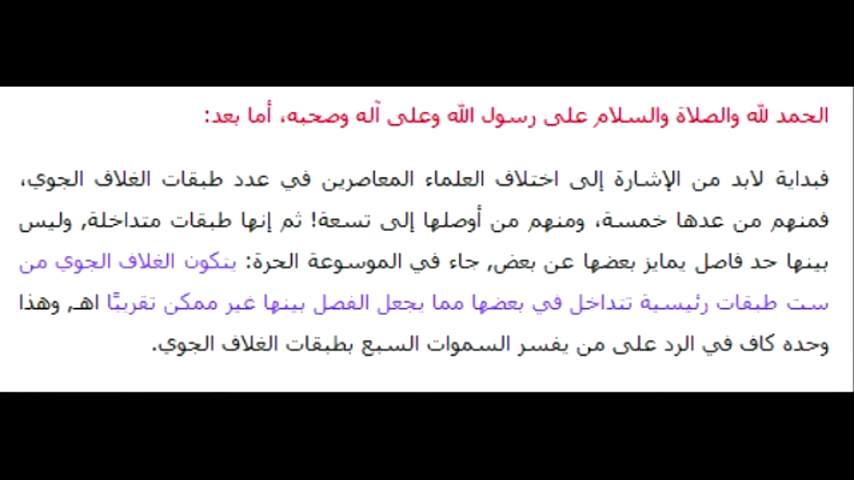 الحمد لله والصلاة والسلام على رسول الله وعلى آله وصحبه، أما بعد:
فبداية لابد من الإشارة إلى اختلاف العلماء المعاصرين في عدد طبقات الغلاف الجوي،
فمنهم من عدها خمسة، ومنهم من أوصلها إلى تسعة! ثم إنها طبقات متداخلة, وليس
بينها حد فاصل يمايز بعضها عن بعض, جاء في الموسوعة الحرة: يتكون الغلاف الجوي من
ست طبقات رئيسية تتداخل في بعضها مما يجعل الفصل بينها غير ممكن تقريبًا اهـ, وهذا
وحده كاف في الرد على من يفسر السموات السبع بطبقات الغلاف الجوي.